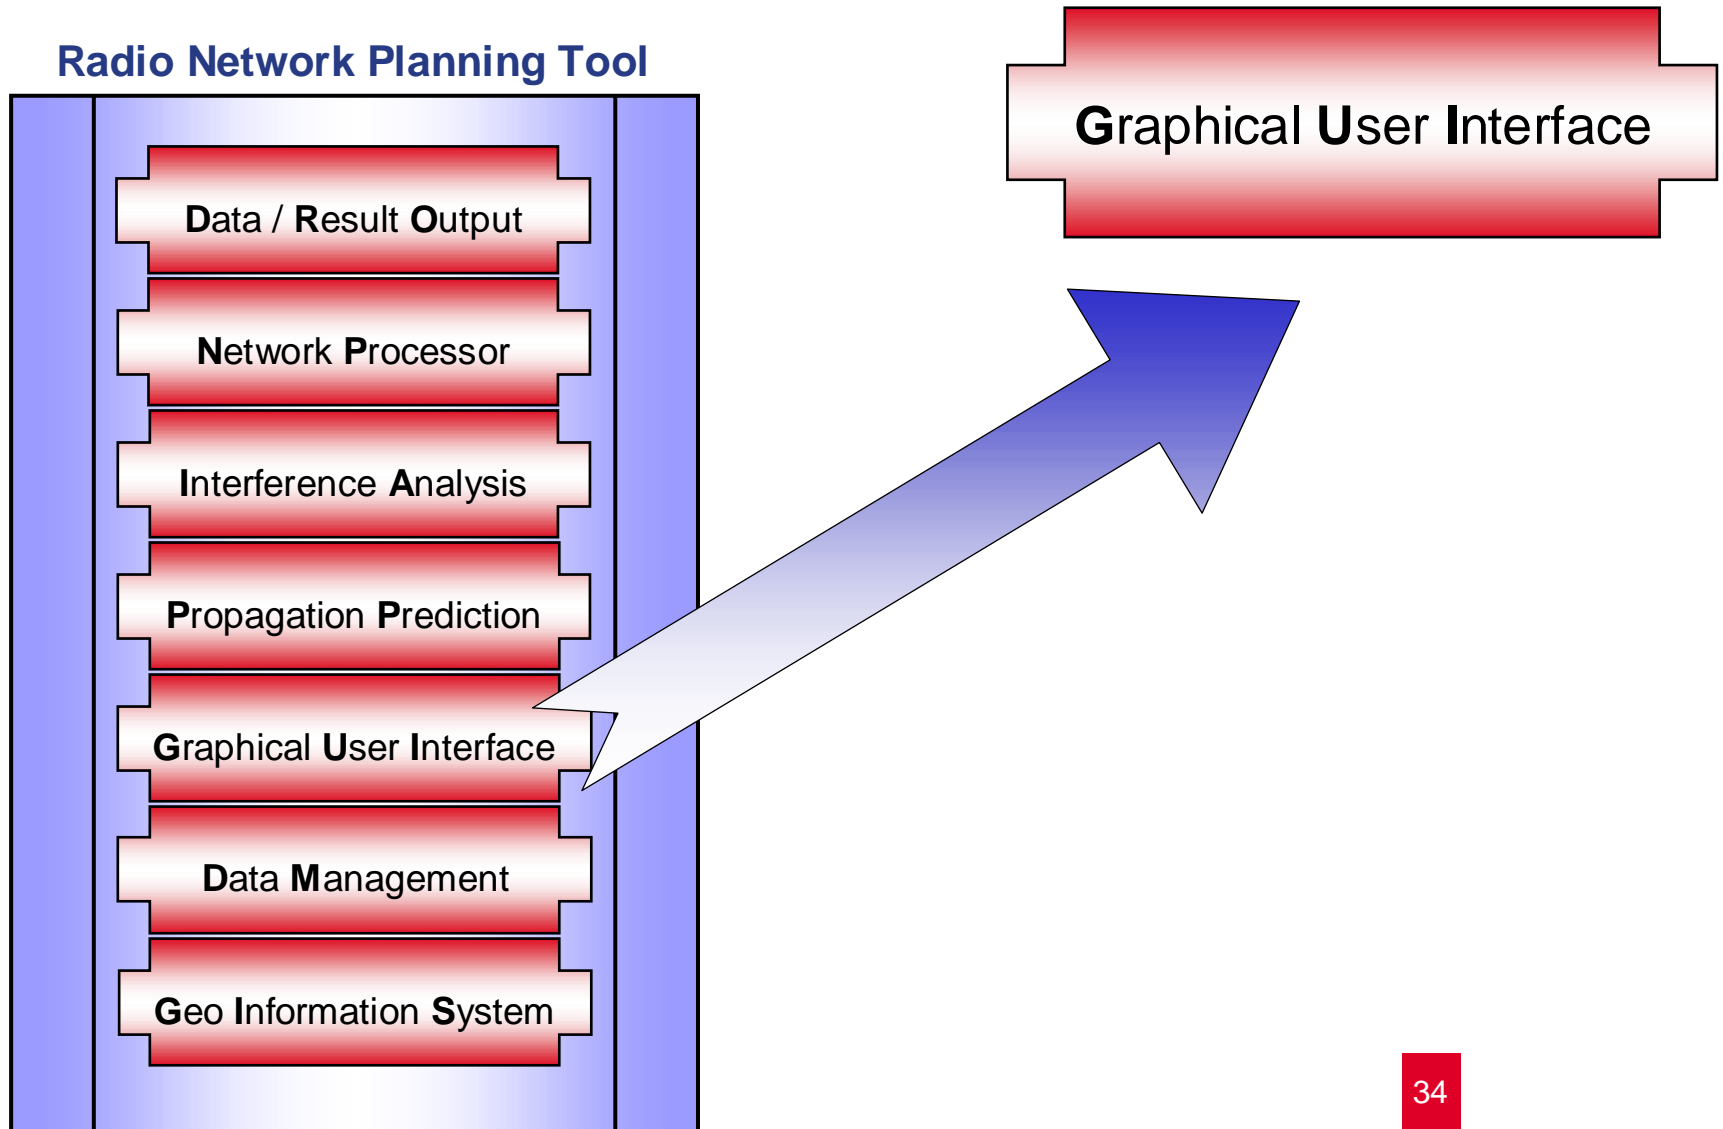 Radio Network Planning Tool
Data / Result Output
Network Processor
Interference Analysis
Propagation Prediction
Graphical User Interface
Data Management
Geo Information System
Graphical User Interface
34